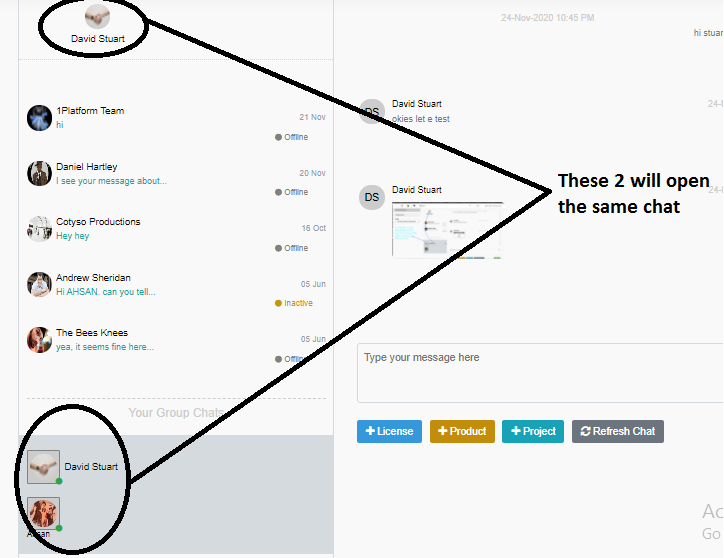 David Stuart
1Platform Team
21 Nov
hi
Offline
Daniel Hartley
20 Nov
I see your message about...
Offline
Cotyso Productions
16 Oct
Hey hey
Offline
Andrew Sheridan
05 Jun
Hi AHSAN. can you tell...
Inactive
The Bees Knees
05 Jun
yea, it seems fine here...
Offline
Your Group Chats
David Stuart
24-Nov-2020 10:45 PM
hi stuar
24-
DS
David Stuart
okies let e test
24-
DS
David Stuart
These 2 will open
the same chat
Type your message here
License
Product
Project
Refresh Chat
Ac
Go